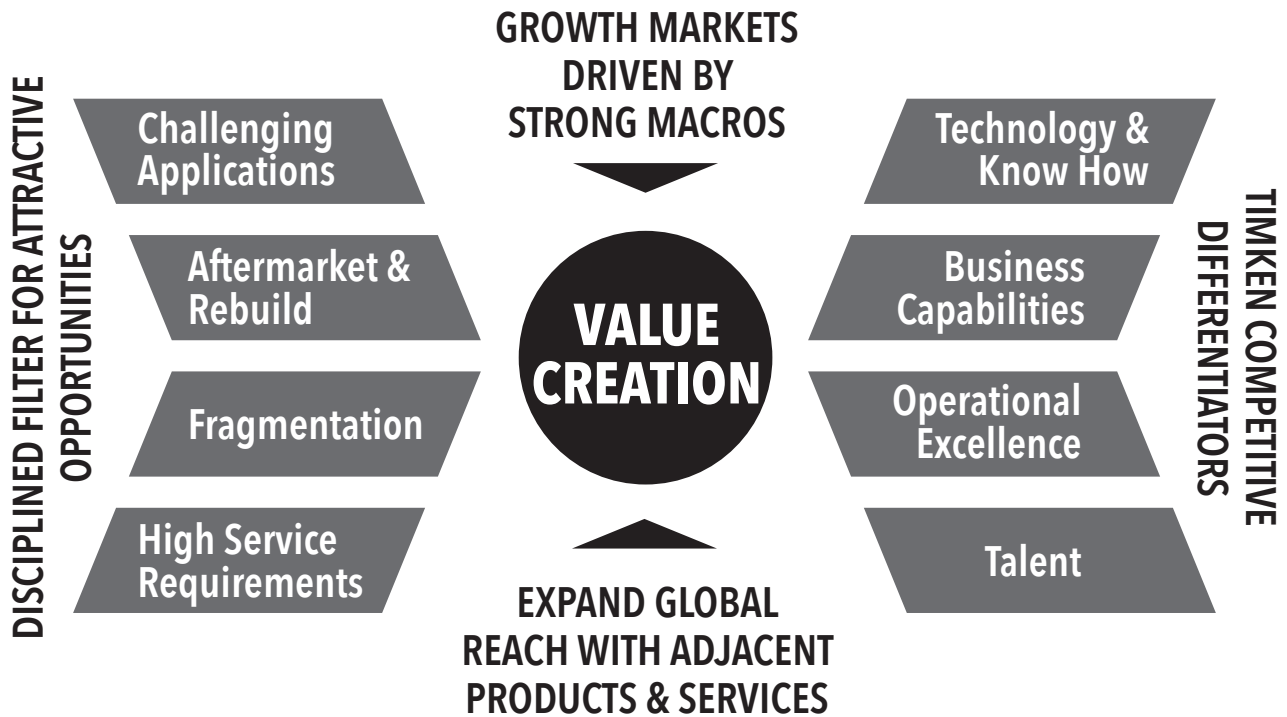 GROWTH MARKETS
DRIVEN BY
STRONG MACROS
DISCIPLINED FILTER FOR ATTRACTIVE
OPPORTUNITIES
Challenging
Applications
Aftermarket &
Rebuild
Fragmentation
High Service
Requirements
VALUE
CREATION
Technology &
Know How
Business
Capabilities
Operational
Excellence
Talent
TIMKEN COMPETITIVE
DIFFERENTIATORS
EXPAND GLOBAL
REACH WITH ADJACENT
PRODUCTS & SERVICES